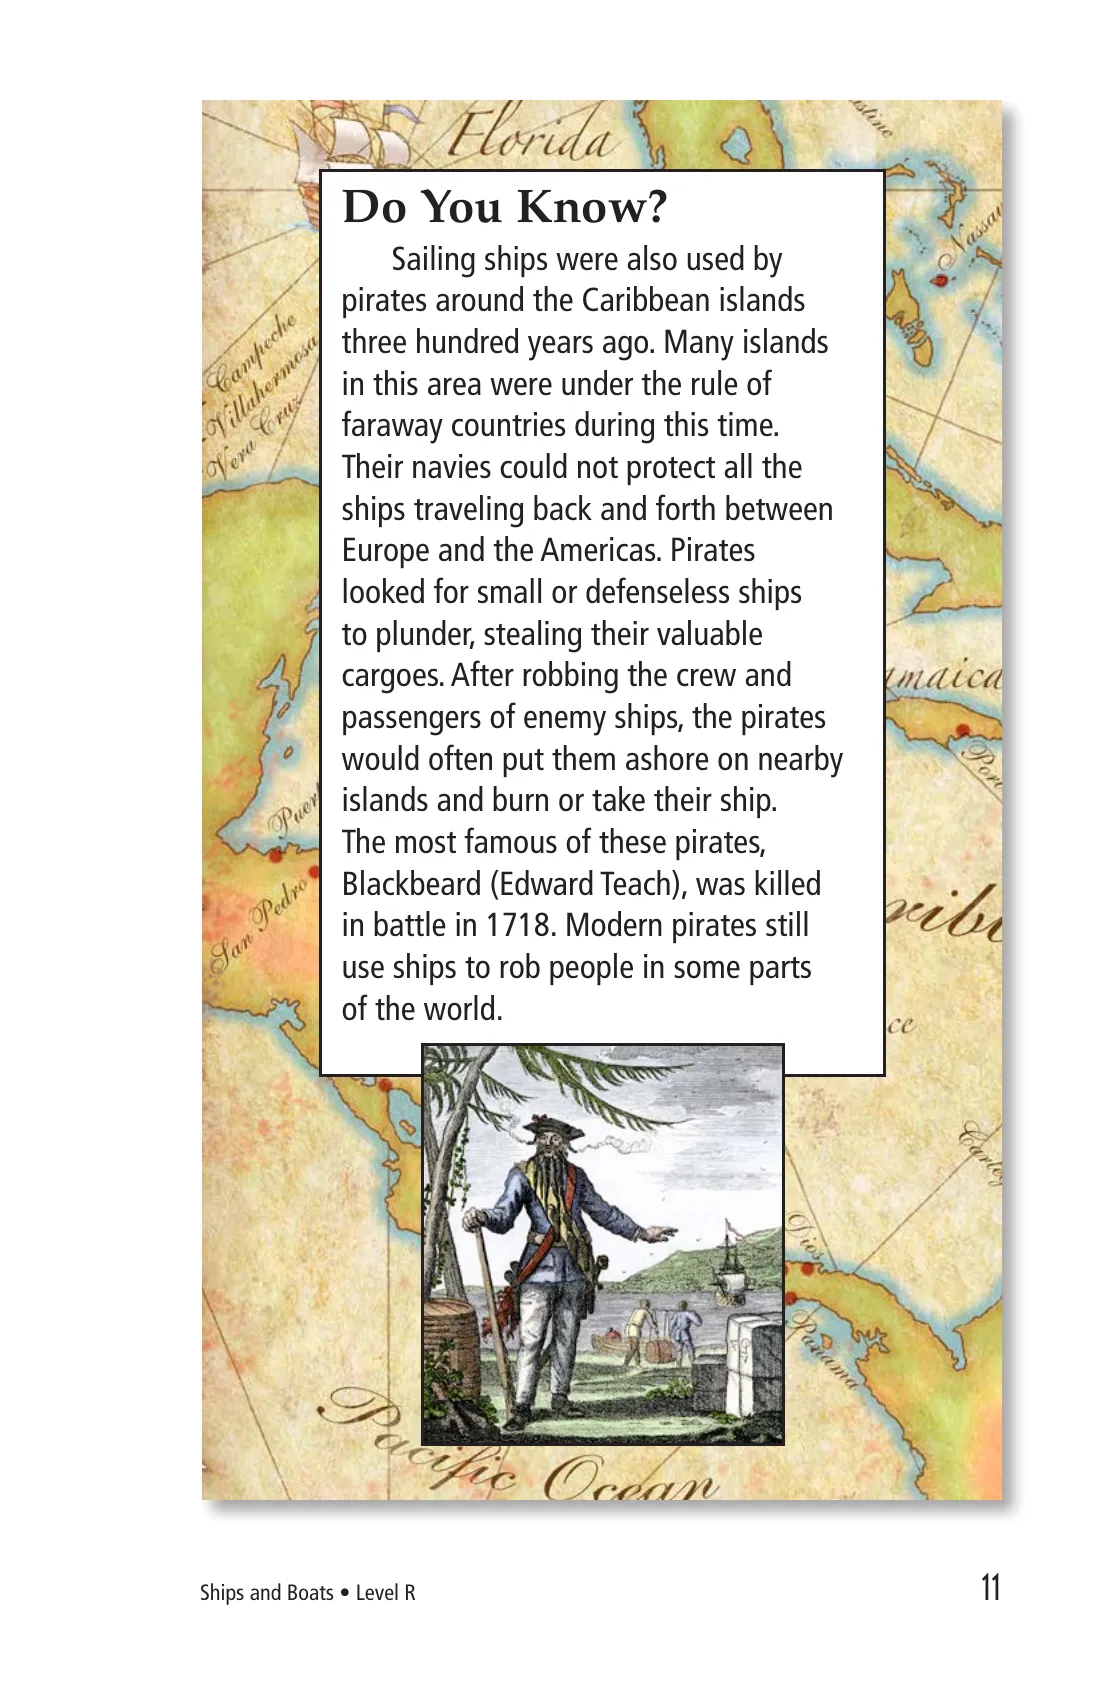 Florida
Do You Know?
Sailing ships were also used by
pirates around the Caribbean islands
three hundred years ago. Many islands
in this area were under the rule of
faraway countries during this time.
Their navies could not protect all the
ships traveling back and forth between
Europe and the Americas. Pirates
looked for small or defenseless ships
to plunder, stealing their valuable
cargoes. After robbing the crew and
passengers of enemy ships, the pirates
would often put them ashore on nearby
islands and burn or take their ship.
The most famous of these pirates,
Blackbeard (Edward Teach), was killed
in battle in 1718. Modern pirates still
use ships to rob people in some parts
of the world.
Nassau
Campeche
Villahermosa
Vera Cruz
San Pedro
Dios
Panama
Pacific Ocean
Ships and Boats • Level R
11